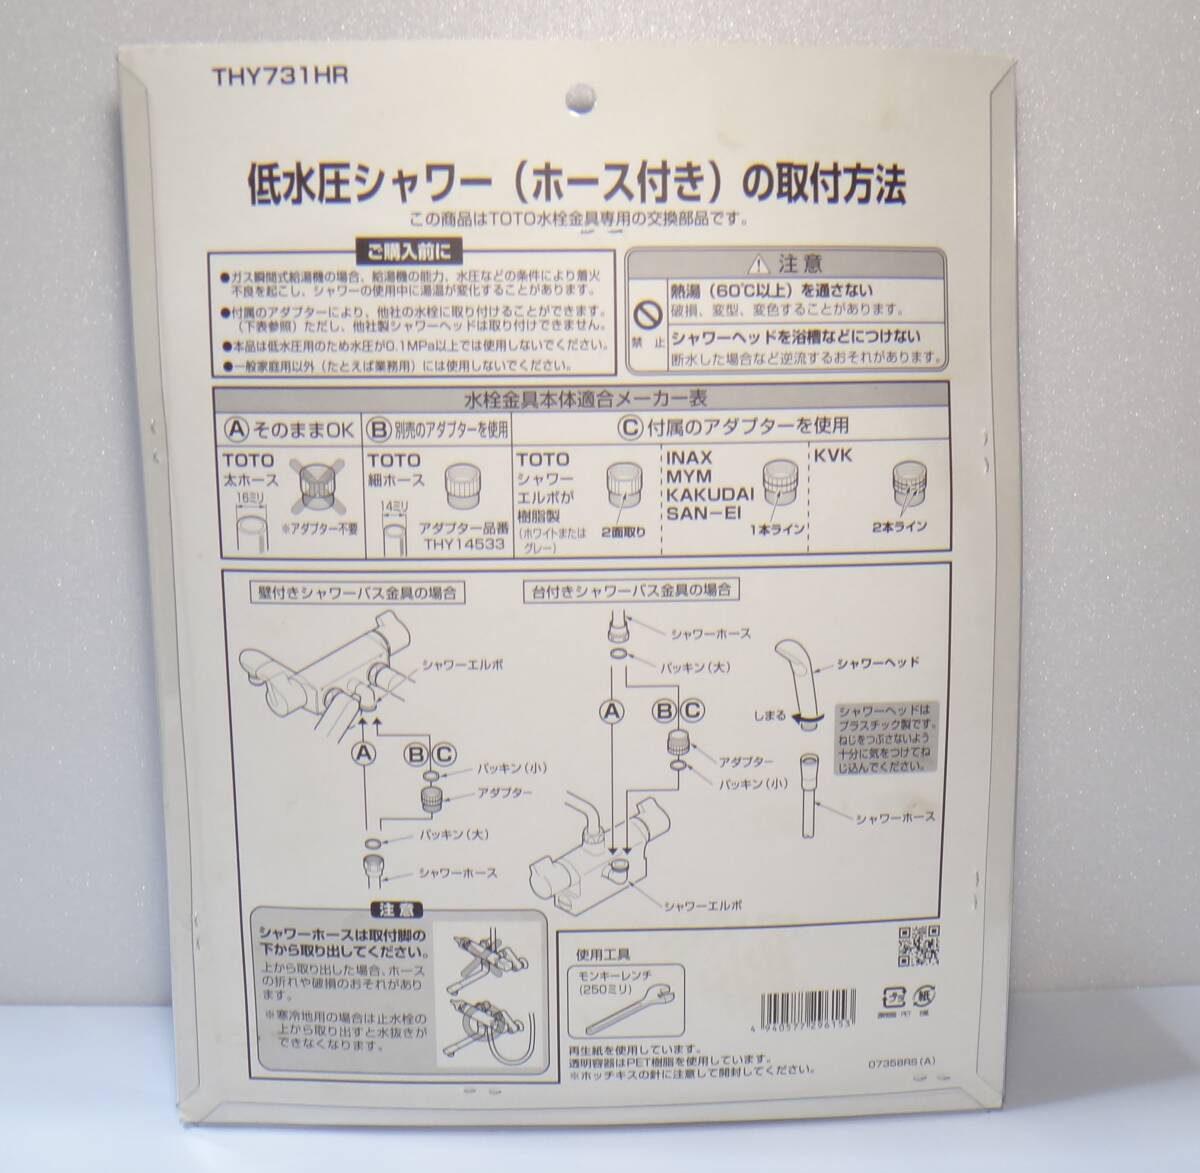 THY731HR
低水圧シャワー（ホース付き）の取付方法
この商品はTOTO水栓金具専用の交換部品です。
ご購入前に
●ガス瞬間式給湯機の場合、給湯機の能力、水圧などの条件により着火
不良を起こし、シャワーの使用中に湯温が変化することがあります。
●付属のアダプターにより、他社の水栓に取り付けることができます。
（下表参照）ただし、他社製シャワーヘッドは取り付けできません。
●本品は低水圧用のため水圧が0.1MPa以上では使用しないでください。
●一般家庭用以外（たとえば業務用）には使用しないでください。
⚠ 注意
禁止
熱湯（60℃以上）を通さない
破損、変型、変色することがあります。
シャワーヘッドを浴槽などにつけない
断水した場合など逆流するおそれがあります。
水栓金具本体適合メーカー表
Ⓐ そのままOK
Ⓑ 別売のアダプターを使用
Ⓒ 付属のアダプターを使用
TOTO
太ホース
16ミリ
※アダプター不要
TOTO
細ホース
14ミリ
アダプター品番
THY14533
TOTO
シャワー
エルボが
樹脂製
（ホワイトまたは
グレー）
2面取り
INAX
MYM
KAKUDAI
SAN-EI
1本ライン
KVK
2本ライン
壁付きシャワーバス金具の場合
シャワーエルボ
Ⓐ
Ⓑ Ⓒ
パッキン（小）
アダプター
パッキン（大）
シャワーホース
台付きシャワーバス金具の場合
シャワーホース
パッキン（大）
Ⓐ
Ⓑ Ⓒ
アダプター
パッキン（小）
シャワーエルボ
シャワーヘッド
しまる
シャワーヘッドは
プラスチック製です。
ねじをつぶさないよう
十分に気をつけてね
じ込んでください。
シャワーホース
注意
シャワーホースは取付脚の
下から取り出してください。
上から取り出した場合、ホース
の折れや破損のおそれがあり
ます。
※寒冷地用の場合は止水栓の
上から取り出すと水抜きが
できなくなります。
使用工具
モンキーレンチ
（250ミリ）
4 940577 296153
プラ
紙
PET
再生紙を使用しています。
透明容器はPET樹脂を使用しています。
※ホッチキスの針に注意して開封してください。
07358RS(A)